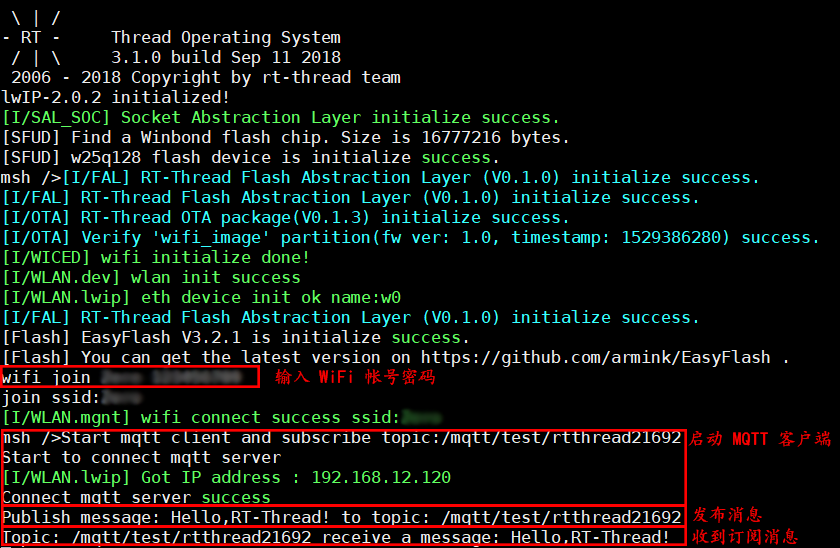 \ | /
- RT -     Thread Operating System
/ | \     3.1.0 build Sep 11 2018
2006 - 2018 Copyright by rt-thread team
lwIP-2.0.2 initialized!
[I/SAL_SOC] Socket Abstraction Layer initialize success.
[SFUD] Find a Winbond flash chip. Size is 16777216 bytes.
[SFUD] w25q128 flash device is initialize success.
msh />[I/FAL] RT-Thread Flash Abstraction Layer (V0.1.0) initialize success.
[I/FAL] RT-Thread Flash Abstraction Layer (V0.1.0) initialize success.
[I/OTA] RT-Thread OTA package(V0.1.3) initialize success.
[I/OTA] Verify 'wifi_image' partition(fw ver: 1.0, timestamp: 1529386280) success.
[I/WICED] wifi initialize done!
[I/WLAN.dev] wlan init success
[I/WLAN.lwip] eth device init ok name:w0
[I/FAL] RT-Thread Flash Abstraction Layer (V0.1.0) initialize success.
[Flash] EasyFlash V3.2.1 is initialize success.
[Flash] You can get the latest version on https://github.com/armink/EasyFlash .
wifi join 输入 WiFi 帐号密码
join ssid:
[I/WLAN.mgnt] wifi connect success ssid:
msh />Start mqtt client and subscribe topic:/mqtt/test/rtthread21692 启动 MQTT 客户端
Start to connect mqtt server
[I/WLAN.lwip] Got IP address : 192.168.12.120
Connect mqtt server success
Publish message: Hello,RT-Thread! to topic: /mqtt/test/rtthread21692 发布消息
Topic: /mqtt/test/rtthread21692 receive a message: Hello,RT-Thread! 收到订阅消息